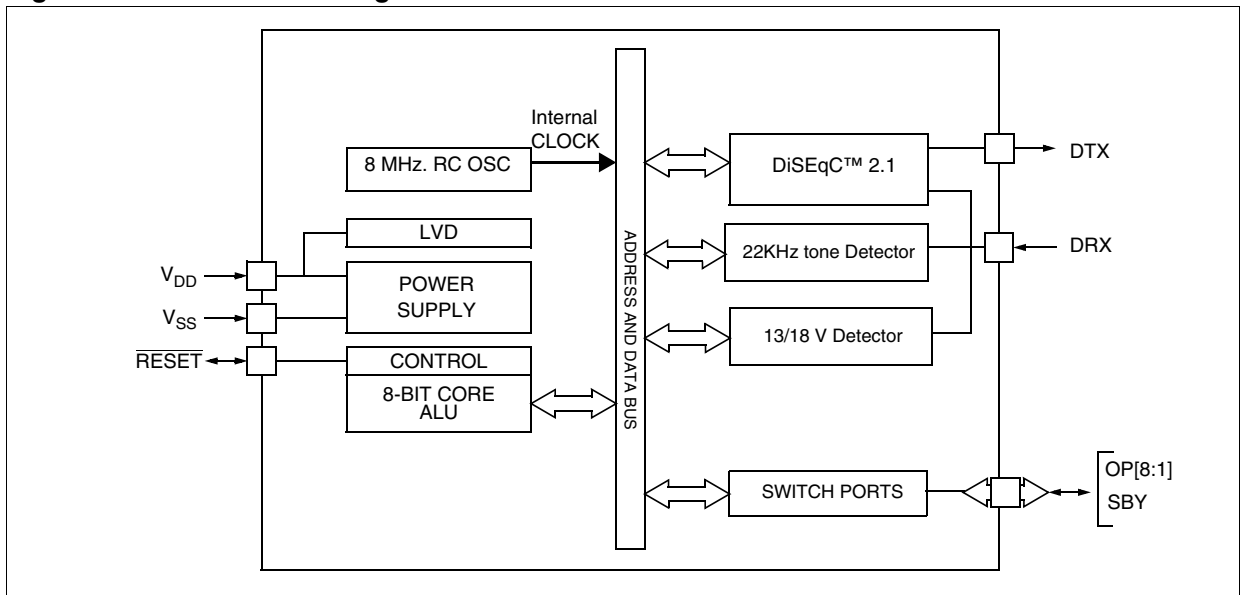 Internal
CLOCK
8 MHz. RC OSC
LVD
POWER
SUPPLY
VDD
VSS
RESET
CONTROL
8-BIT CORE
ALU
ADDRESS AND DATA BUS
DiSEqC™ 2.1
DTX
22KHz tone Detector
DRX
13/18 V Detector
SWITCH PORTS
OP[8:1]
SBY